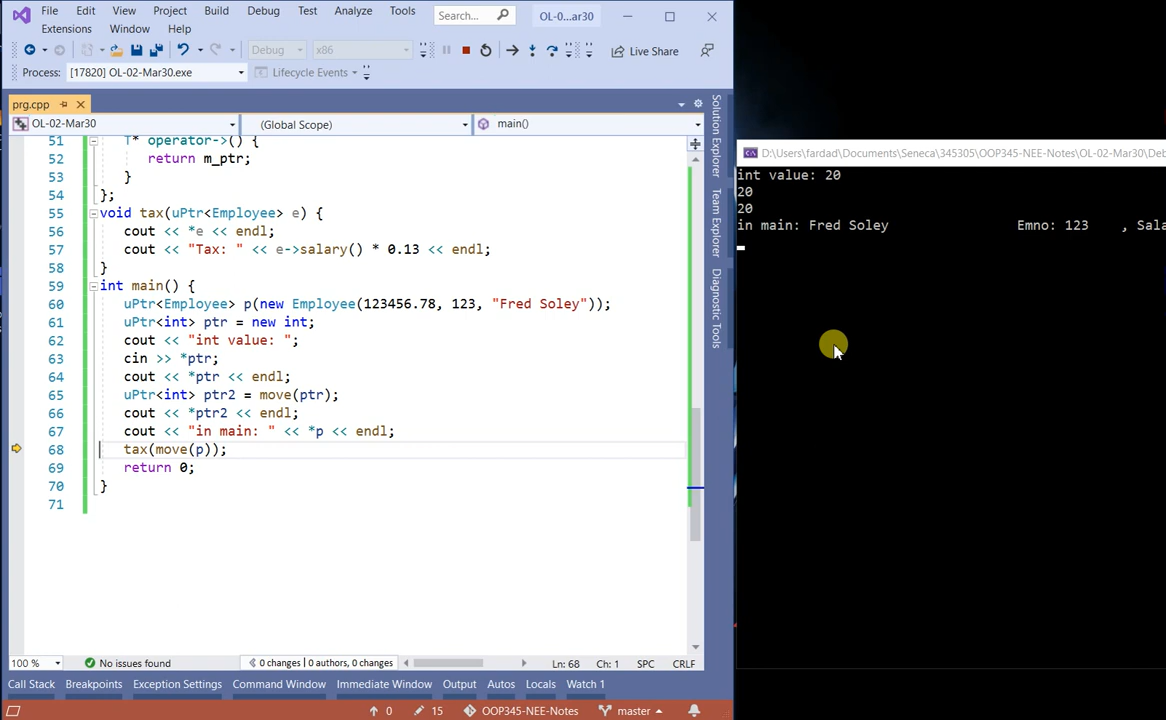 File Edit View Project Build Debug Test Analyze Tools Search... OL-0...ar30
Extensions Window Help
Debug x86 Live Share
Process: [17820] OL-02-Mar30.exe Lifecycle Events
prg.cpp
OL-02-Mar30 (Global Scope) main()
51 T* operator->() {
52 return m_ptr;
53 }
54 };
55 void tax(uPtr<Employee> e) {
56 cout << *e << endl;
57 cout << "Tax: " << e->salary() * 0.13 << endl;
58 }
59 int main() {
60 uPtr<Employee> p(new Employee(123456.78, 123, "Fred Soley"));
61 uPtr<int> ptr = new int;
62 cout << "int value: ";
63 cin >> *ptr;
64 cout << *ptr << endl;
65 uPtr<int> ptr2 = move(ptr);
66 cout << *ptr2 << endl;
67 cout << "in main: " << *p << endl;
68 tax(move(p));
69 return 0;
70 }
71
100 % No issues found 0 changes | 0 authors, 0 changes Ln: 68 Ch: 1 SPC CRLF
Call Stack Breakpoints Exception Settings Command Window Immediate Window Output Autos Locals Watch 1
0 15 OOP345-NEE-Notes master
Solution Explorer
Team Explorer
Diagnostic Tools
D:\Users\fardad\Documents\Seneca\345305\OOP345-NEE-Notes\OL-02-Mar30\Deb
int value: 20
20
20
in main: Fred Soley Emno: 123 , Sala